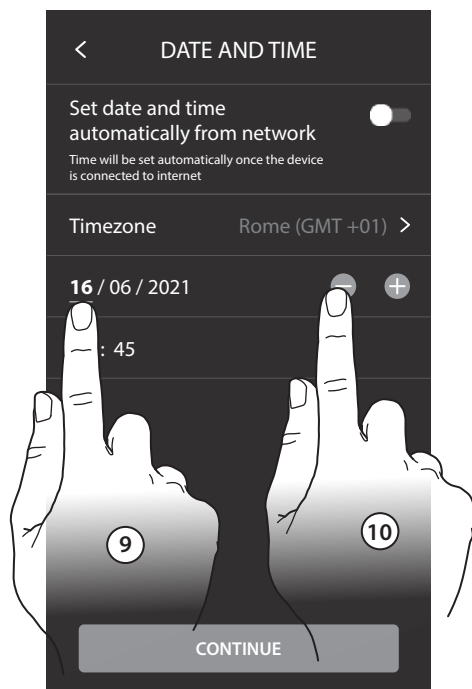 DATE AND TIME
Set date and time
automatically from network
Time will be set automatically once the device
is connected to internet
Timezone Rome (GMT +01) >
16 / 06 / 2021 − +
: 45
9 10
CONTINUE